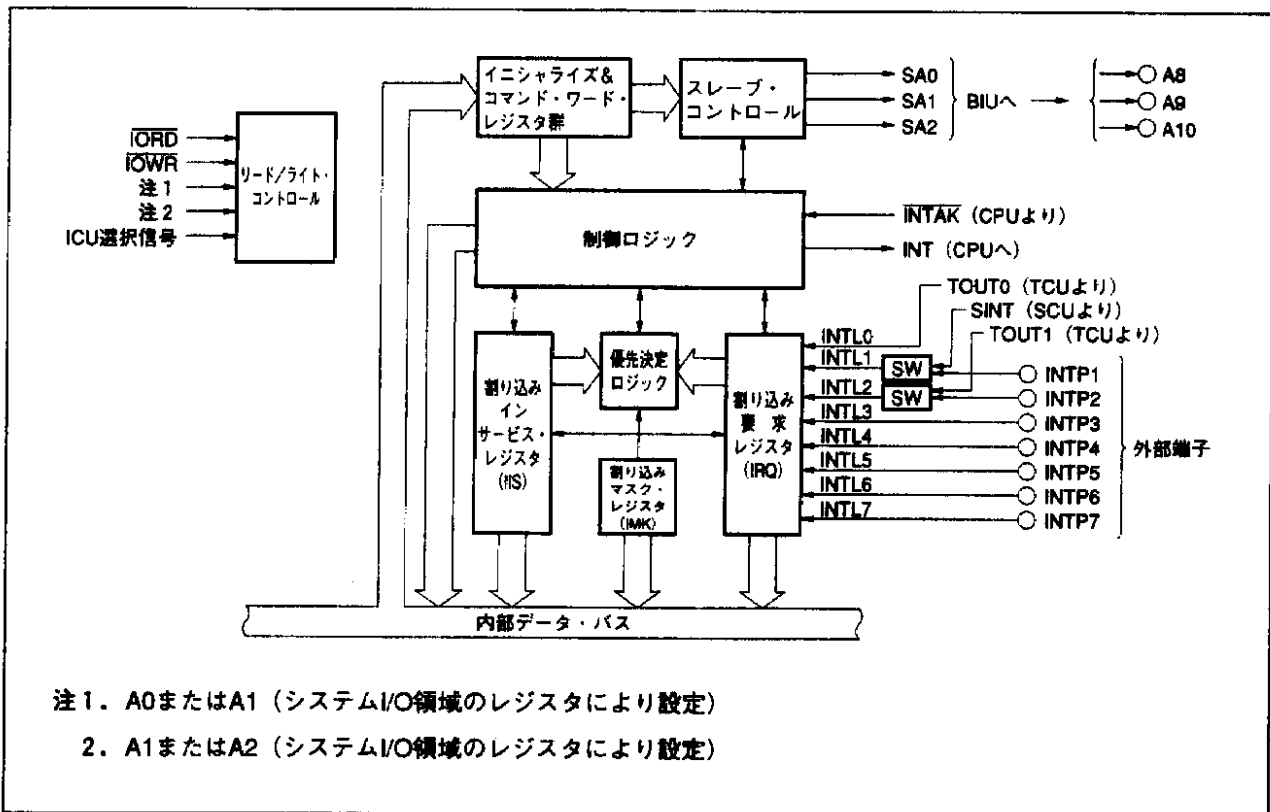 イニシャライズ&
コマンド・ワード・
レジスタ群
スレーブ・
コントロール
SA0
SA1
SA2
BIUへ
A8
A9
A10
IORD
IOWR
注1
注2
ICU選択信号
リード/ライト・
コントロール
制御ロジック
INTAK (CPUより)
INT (CPUへ)
TOUT0 (TCUより)
SINT (SCUより)
TOUT1 (TCUより)
割り込み
イン
サービス・
レジスタ
(IIS)
優先決定
ロジック
割り込み
マスク・
レジスタ
(IMK)
割り込み
要求
レジスタ
(IRQ)
INTL0
INTL1
INTL2
INTL3
INTL4
INTL5
INTL6
INTL7
SW
SW
INTP1
INTP2
INTP3
INTP4
INTP5
INTP6
INTP7
外部端子
内部データ・バス
注1. A0またはA1 (システムI/O領域のレジスタにより設定)
2. A1またはA2 (システムI/O領域のレジスタにより設定)